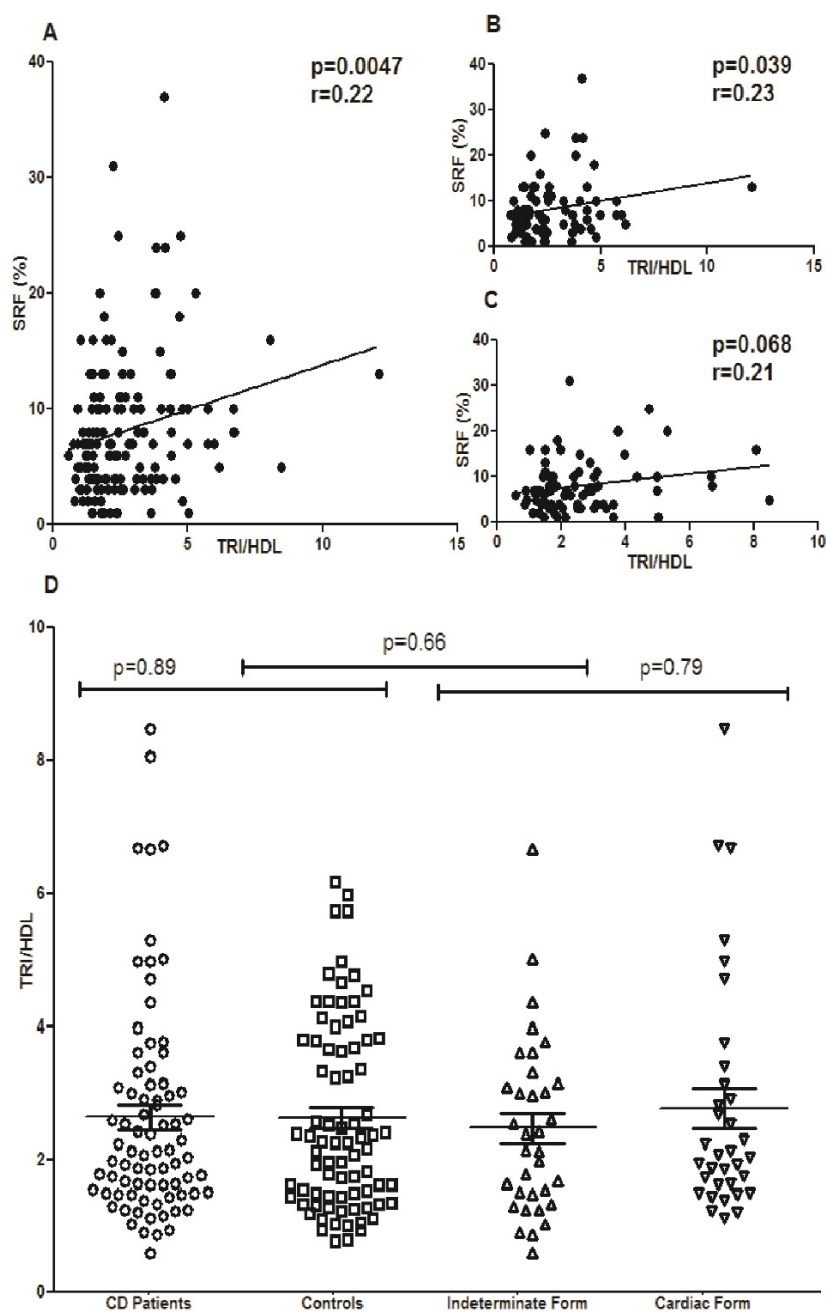 A
p=0.0047
r=0.22
40
30
20
10
0
SRF (%)
0 5 10 15
TRI/HDL
B
p=0.039
r=0.23
40
30
20
10
0
SRF (%)
0 5 10 15
TRI/HDL
C
p=0.068
r=0.21
40
30
20
10
0
SRF (%)
0 2 4 6 8 10
TRI/HDL
D
10
8
6
4
2
0
TRI/HDL
p=0.89
p=0.66
p=0.79
CD Patients Controls Indeterminate Form Cardiac Form